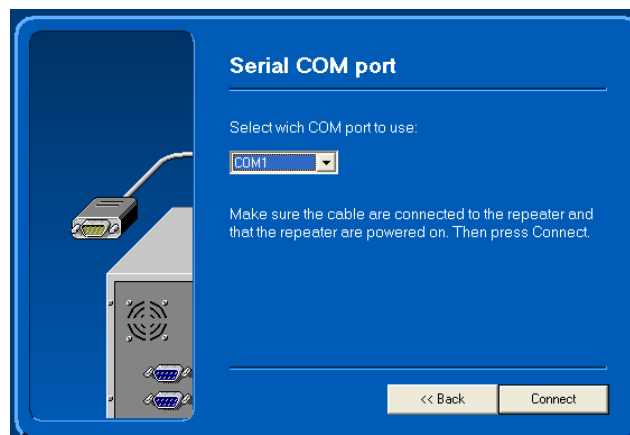 Serial COM port
Select wich COM port to use:
COM1
Make sure the cable are connected to the repeater and
that the repeater are powered on. Then press Connect.
<< Back
Connect